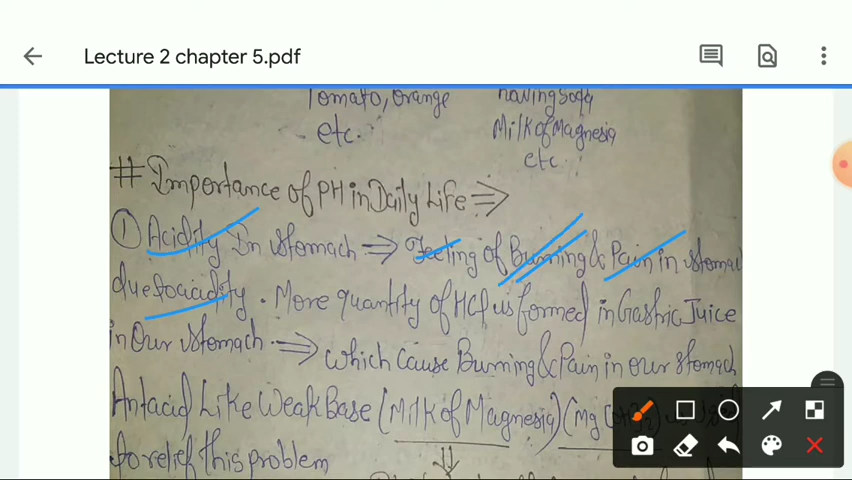 Lecture 2 chapter 5.pdf
Tomato, Orange having soda
etc. Milk of Magnesia
etc.
# Importance of PH in Daily Life ⇒
① Acidity In Stomach ⇒ Feeling of Burning & Pain in Stomac
due to acidity. More quantity of HCl is formed in Gastric Juice
in Our Stomach ⇒ which Cause Burning & Pain in our Stomach
Antacid Like Weak Base (Milk of Magnesia) (Mg
for relief this problem